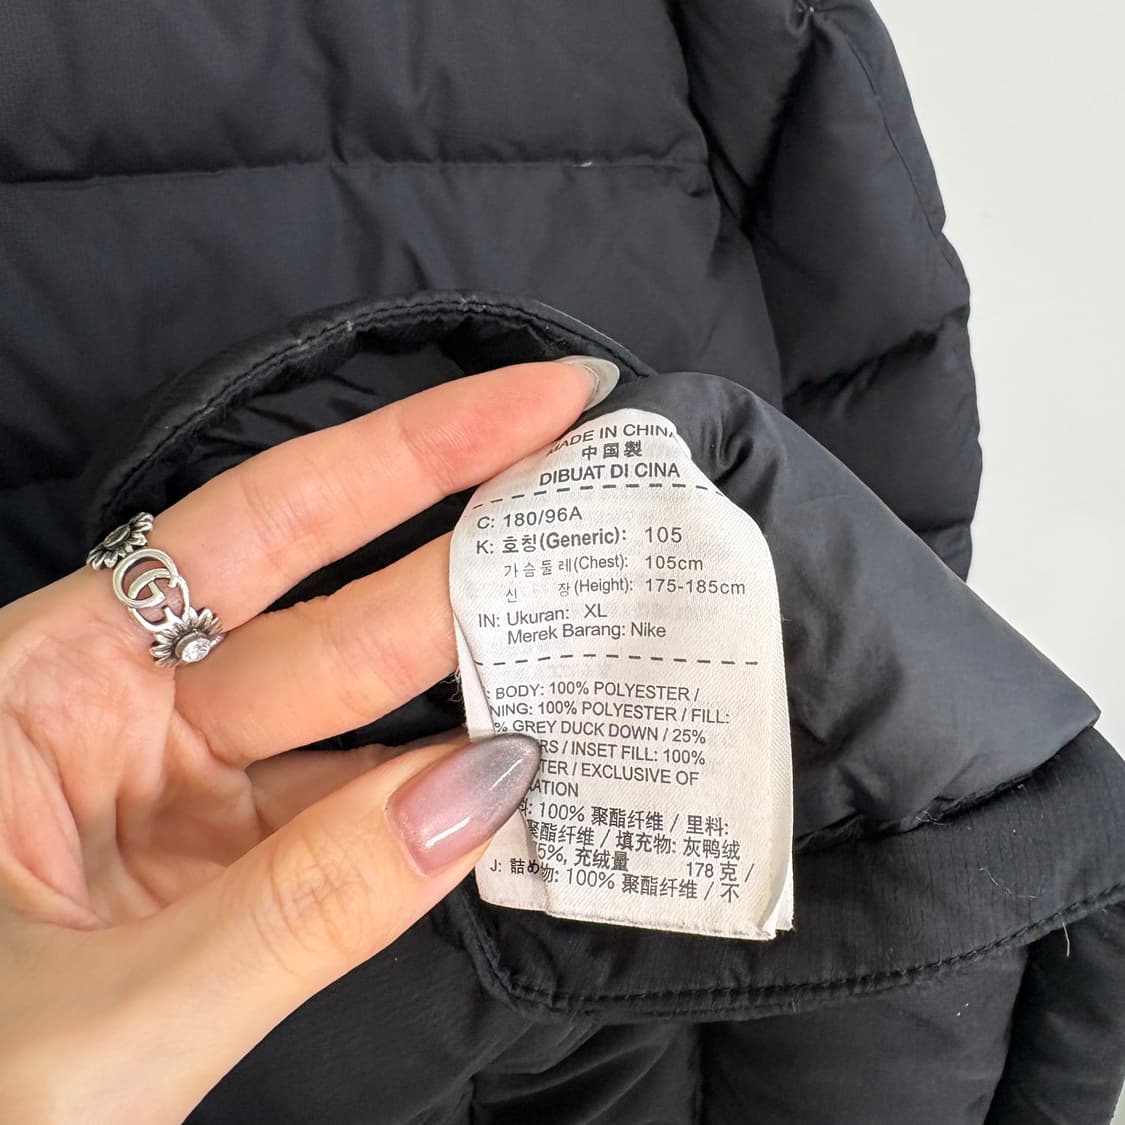 MADE IN CHINA
中国製
DIBUAT DI CINA
C: 180/96A
K: 호칭(Generic): 105
가슴둘레(Chest): 105cm
신 장(Height): 175-185cm
IN: Ukuran: XL
Merek Barang: Nike
: BODY: 100% POLYESTER /
NING: 100% POLYESTER / FILL:
% GREY DUCK DOWN / 25%
ERS / INSET FILL: 100%
TER / EXCLUSIVE OF
ATION
料: 100% 聚酯纤维 / 里料:
聚酯纤维 / 填充物: 灰鸭绒
75%, 充绒量 178 克 /
J: 詰め物: 100% 聚酯纤维 / 不